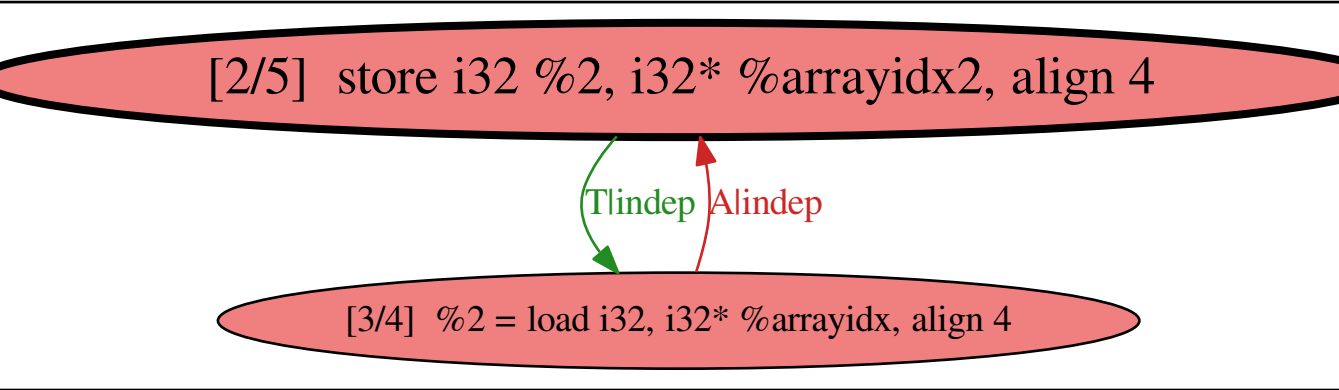 [2/5]  store i32 %2, i32* %arrayidx2, align 4
T|indep
A|indep
[3/4]  %2 = load i32, i32* %arrayidx, align 4